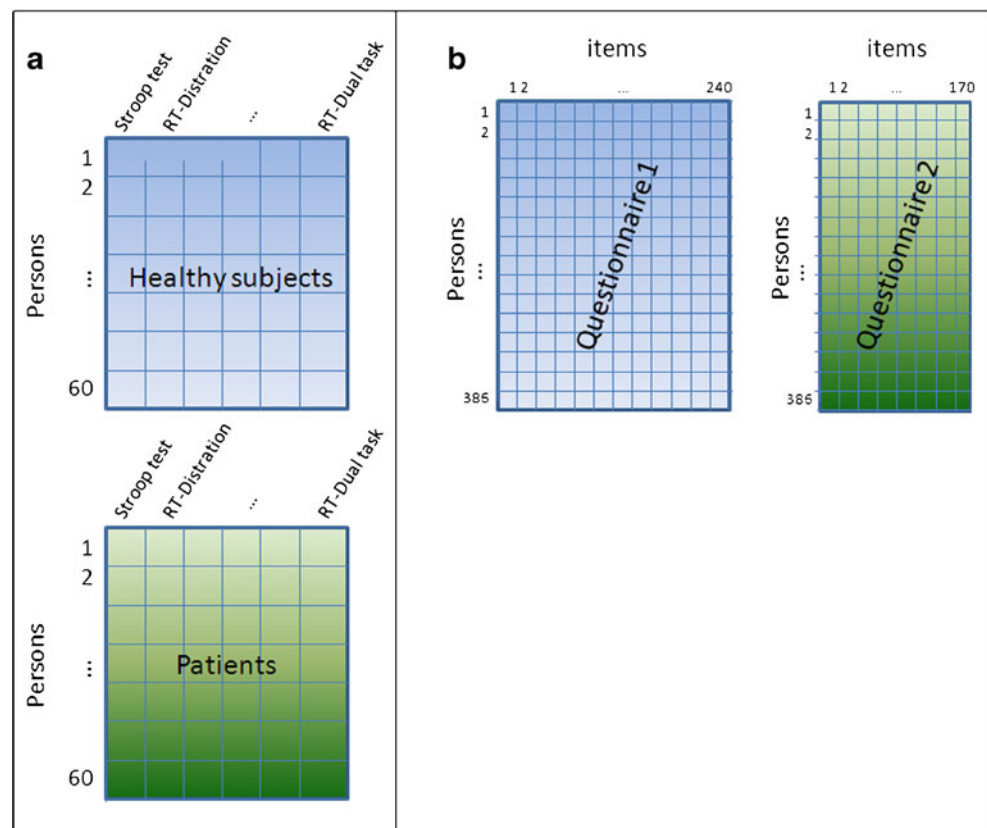 a
Stroop test
RT-Distration
...
RT-Dual task
Persons
1
2
...
60
Healthy subjects
Stroop test
RT-Distration
...
RT-Dual task
Persons
1
2
...
60
Patients
b
items
1 2 ... 240
Persons
1
2
...
386
Questionnaire 1
items
1 2 ... 170
Persons
1
2
...
386
Questionnaire 2